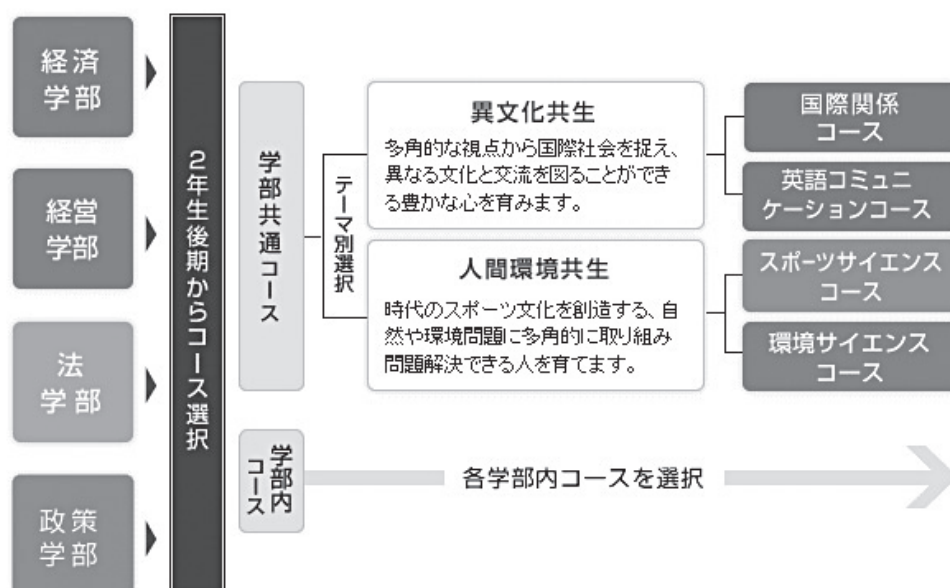 経済
学部
経営
学部
法
学部
政策
学部
2年生後期からコース選択
学部共通コース
テーマ別選択
異文化共生
多角的な視点から国際社会を捉え、
異なる文化と交流を図ることができ
る豊かな心を育みます。
国際関係
コース
英語コミュニ
ケーションコース
人間環境共生
時代のスポーツ文化を創造する、自
然や環境問題に多角的に取り組み
問題解決できる人を育てます。
スポーツサイエンス
コース
環境サイエンス
コース
学部内
コース
各学部内コースを選択